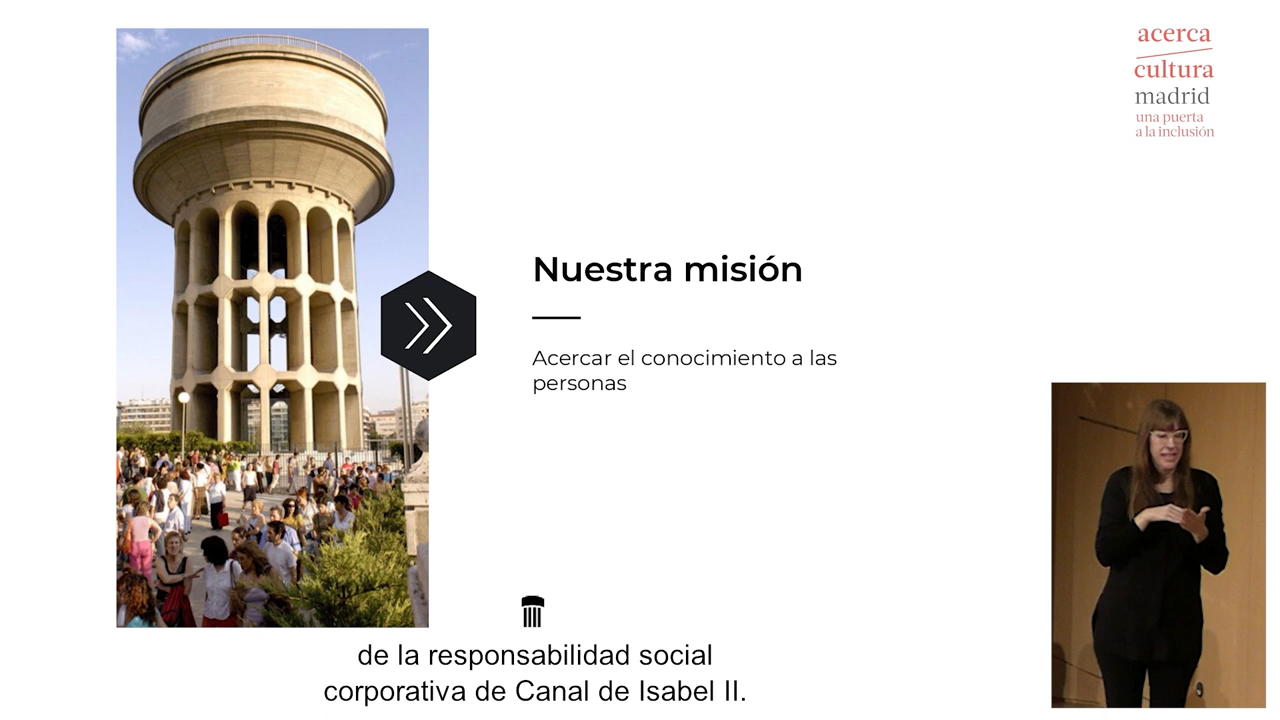 acerca
cultura
madrid
una puerta
a la inclusión
Nuestra misión
Acercar el conocimiento a las
personas
de la responsabilidad social
corporativa de Canal de Isabel II.